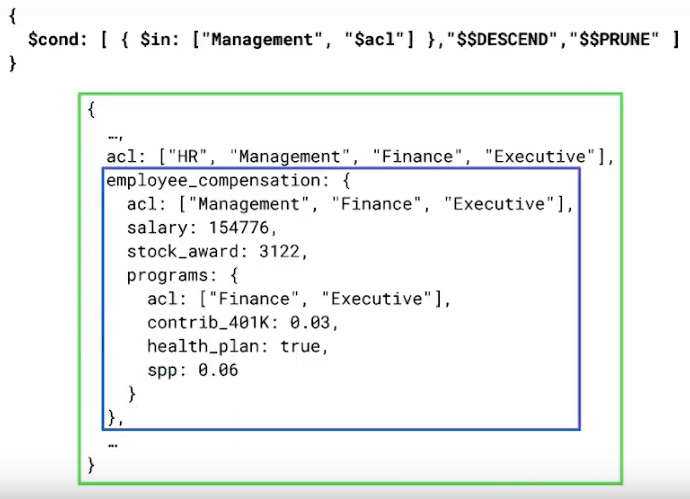 {
  $cond: [ { $in: ["Management", "$acl"] },"$$DESCEND","$$PRUNE" ]
}
{
  …,
  acl: ["HR", "Management", "Finance", "Executive"],
  employee_compensation: {
    acl: ["Management", "Finance", "Executive"],
    salary: 154776,
    stock_award: 3122,
    programs: {
      acl: ["Finance", "Executive"],
      contrib_401K: 0.03,
      health_plan: true,
      spp: 0.06
    }
  },
  …
}